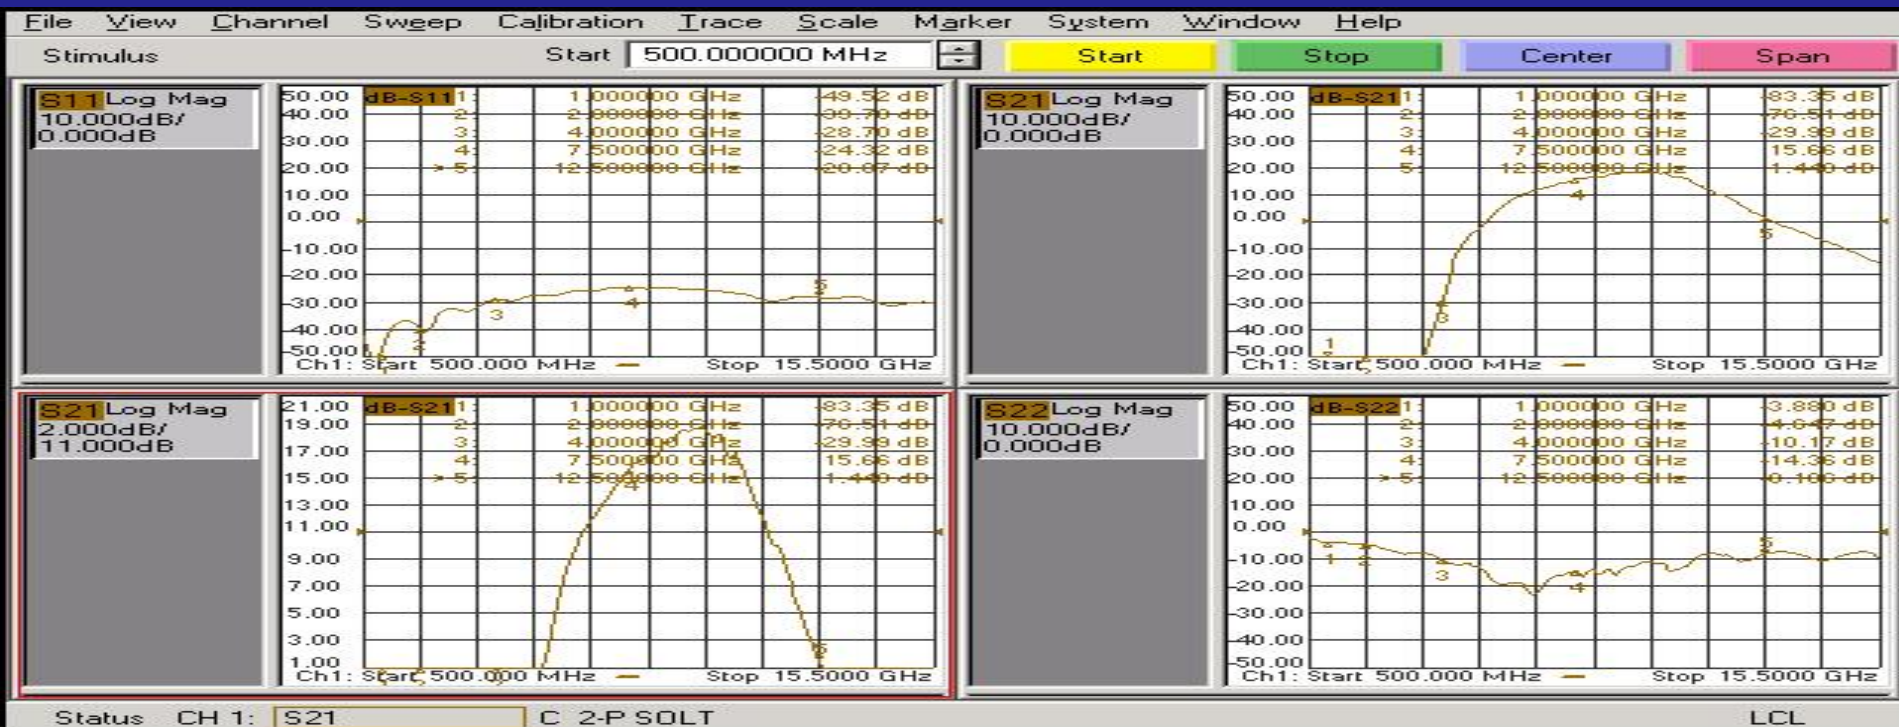 File View Channel Sweep Calibration Trace Scale Marker System Window Help
Stimulus Start 500.000000 MHz Start Stop Center Span
S11 Log Mag
10.000dB/
0.000dB
50.00 dB-S11 1: 1.000000 GHz -49.52 dB
40.00 2: 2.000000 GHz -39.70 dB
3: 4.000000 GHz -28.70 dB
30.00
4: 7.500000 GHz -24.32 dB
20.00 > 5: 12.500000 GHz -20.07 dB
10.00
0.00
-10.00
-20.00
-30.00
-40.00
-50.00
3 4 5
Ch1: Start 500.000 MHz Stop 15.5000 GHz
S21 Log Mag
10.000dB/
0.000dB
50.00 dB-S21 1: 1.000000 GHz -83.35 dB
40.00 2: 2.000000 GHz -76.51 dB
3: 4.000000 GHz -29.99 dB
30.00
4: 7.500000 GHz 15.66 dB
20.00 5: 12.500000 GHz 1.440 dB
10.00
0.00
-10.00
-20.00
-30.00
-40.00
-50.00
1 3 4 5
Ch1: Start 500.000 MHz Stop 15.5000 GHz
S21 Log Mag
2.000dB/
11.000dB
21.00 dB-S21 1: 1.000000 GHz -83.35 dB
19.00 2: 2.000000 GHz -76.51 dB
3: 4.000000 GHz -29.99 dB
17.00
4: 7.500000 GHz 15.66 dB
15.00 > 5: 12.500000 GHz 1.440 dB
13.00
11.00
9.00
7.00
5.00
3.00
1.00
4
Ch1: Start 500.000 MHz Stop 15.5000 GHz
S22 Log Mag
10.000dB/
0.000dB
50.00 dB-S22 1: 1.000000 GHz -3.880 dB
40.00 2: 2.000000 GHz -4.647 dB
3: 4.000000 GHz -10.17 dB
30.00
4: 7.500000 GHz -14.36 dB
20.00 > 5: 12.500000 GHz -8.106 dB
10.00
0.00
-10.00
-20.00
-30.00
-40.00
-50.00
1 2 3 4 5
Ch1: Start 500.000 MHz Stop 15.5000 GHz
Status CH 1: S21 C 2-P SOLT LCL